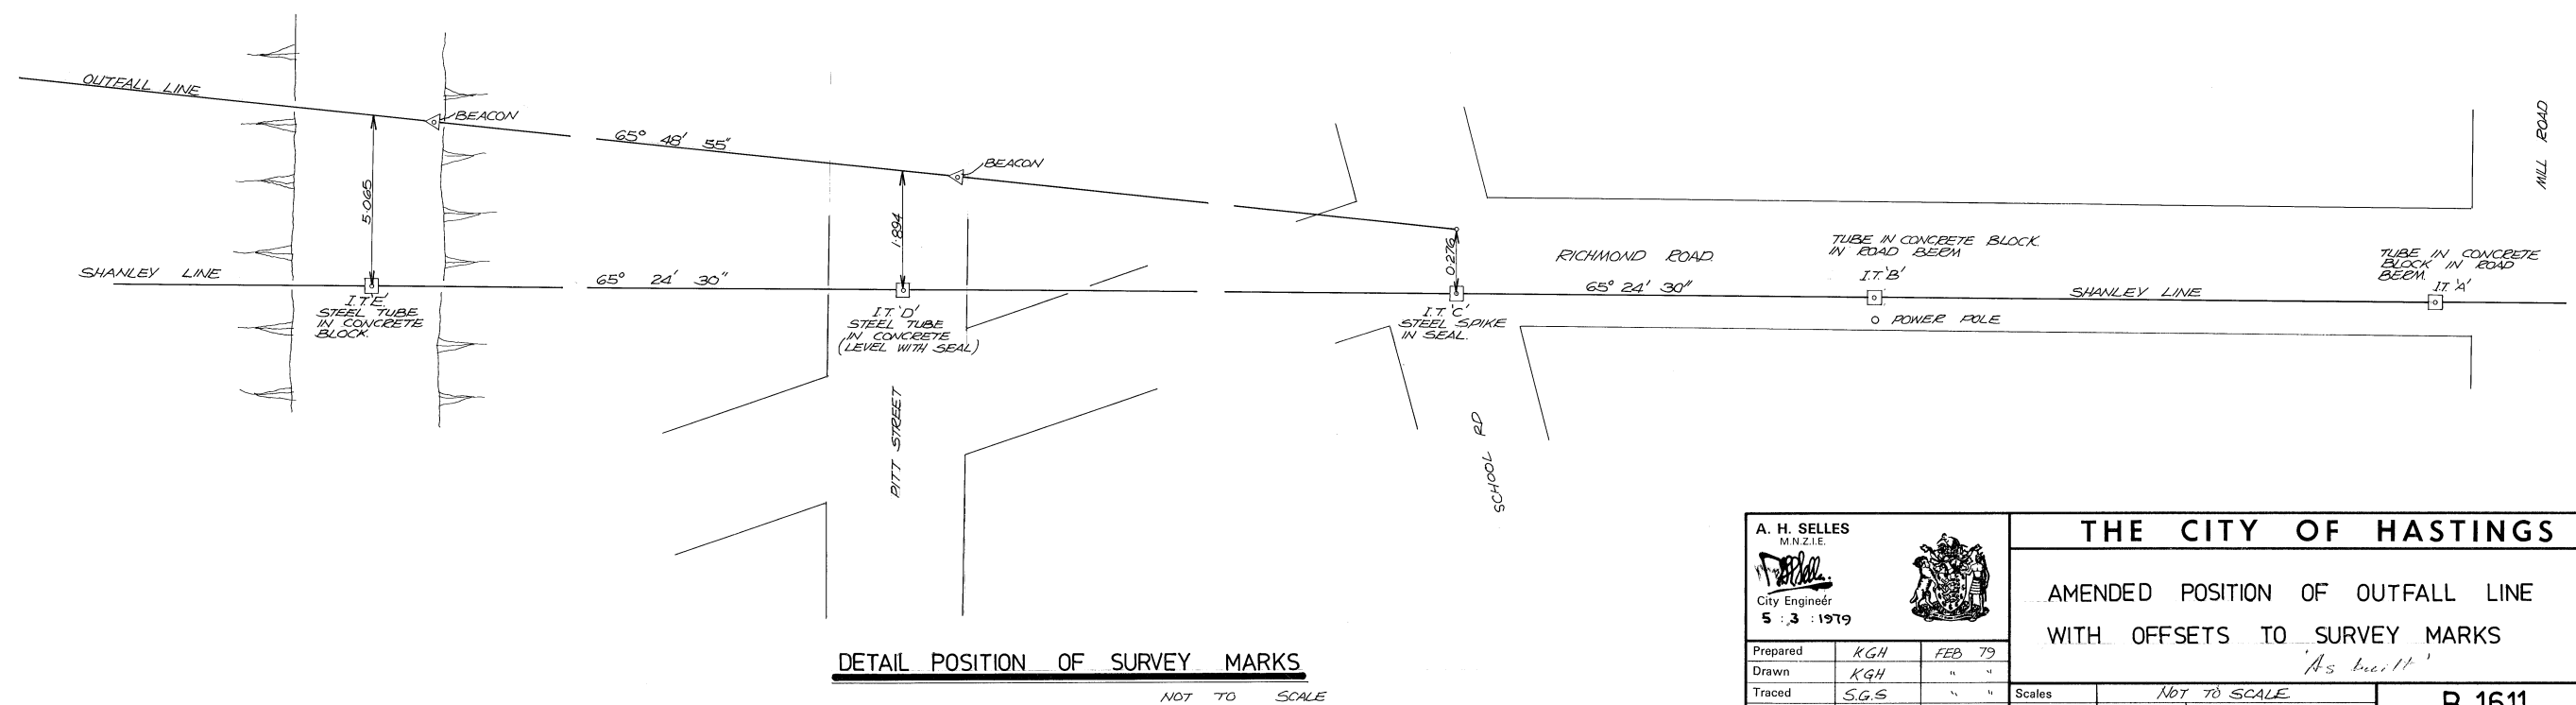 OUTFALL LINE
BEACON
65° 48' 55"
BEACON
5·065
1·894
0·276
MILL ROAD
RICHMOND ROAD
TUBE IN CONCRETE BLOCK
IN ROAD BERM
I.T.'B'
TUBE IN CONCRETE
BLOCK IN ROAD
BERM.
I.T. 'A'
SHANLEY LINE
65° 24' 30"
65° 24' 30"
SHANLEY LINE
I.T.'E'
STEEL TUBE
IN CONCRETE
BLOCK.
I.T. 'D'
STEEL TUBE
IN CONCRETE
(LEVEL WITH SEAL)
I.T. 'C'
STEEL SPIKE
IN SEAL.
POWER POLE
PITT STREET
SCHOOL RD
DETAIL POSITION OF SURVEY MARKS
NOT TO SCALE
A. H. SELLES
M.N.Z.I.E.
City Engineer
5 : 3 : 1979
THE CITY OF HASTINGS
AMENDED POSITION OF OUTFALL LINE
WITH OFFSETS TO SURVEY MARKS
'As built'
Prepared KGH FEB 79
Drawn KGH " "
Traced S.G.S " "
Scales NOT TO SCALE
B 1611